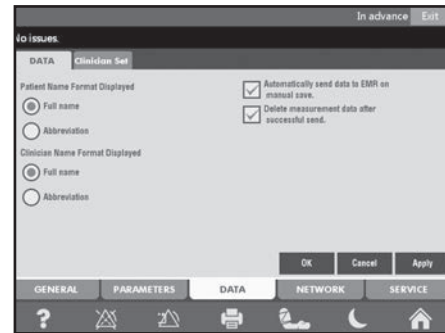 In advance Exit
No issues.
DATA Clinician Set
Patient Name Format Displayed
Full name
Abbreviation
Clinician Name Format Displayed
Full name
Abbreviation
Automatically send data to EMR on
manual save.
Delete measurement data after
successful send.
OK Cancel Apply
GENERAL PARAMETERS DATA NETWORK SERVICE
?